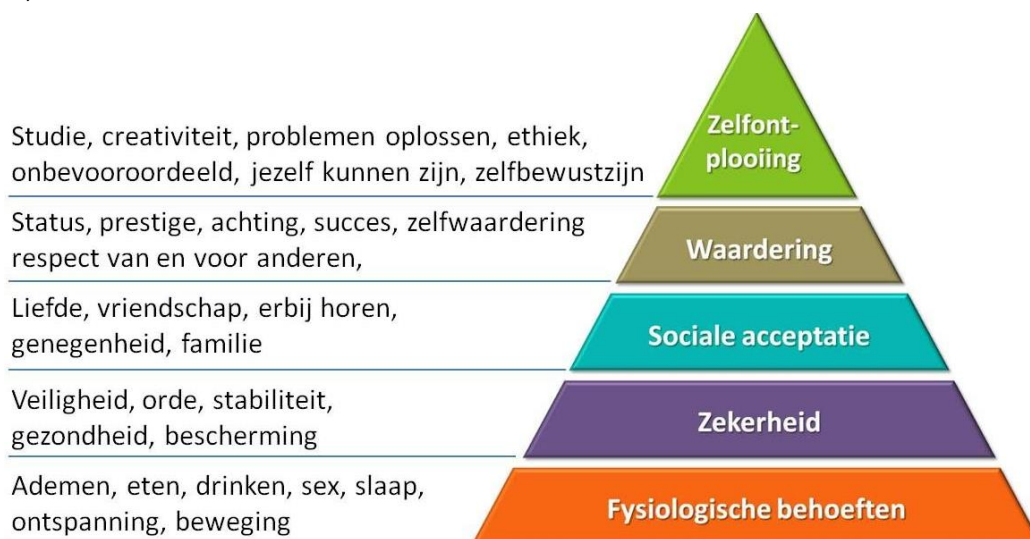 Studie, creativiteit, problemen oplossen, ethiek,
onbevooroordeeld, jezelf kunnen zijn, zelfbewustzijn
Zelfont-
plooiing
Status, prestige, achting, succes, zelfwaardering
respect van en voor anderen,
Waardering
Liefde, vriendschap, erbij horen,
genegenheid, familie
Sociale acceptatie
Veiligheid, orde, stabiliteit,
gezondheid, bescherming
Zekerheid
Ademen, eten, drinken, sex, slaap,
ontspanning, beweging
Fysiologische behoeften